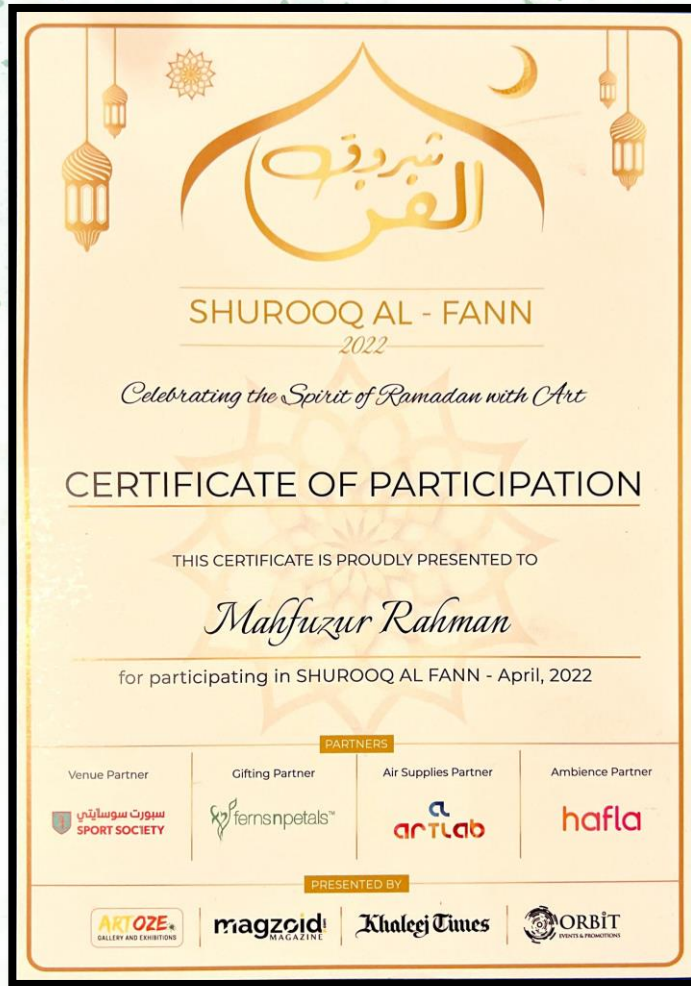 شروق
الفن
SHUROOQ AL - FANN
2022
Celebrating the Spirit of Ramadan with Art
CERTIFICATE OF PARTICIPATION
THIS CERTIFICATE IS PROUDLY PRESENTED TO
Mahfuzur Rahman
for participating in SHUROOQ AL FANN - April, 2022
PARTNERS
Venue Partner
سبورت سوسايتي
SPORT SOCIETY
Gifting Partner
fernsnpetals™
Air Supplies Partner
artlab
Ambience Partner
hafla
PRESENTED BY
ARTOZE
GALLERY AND EXHIBITIONS
magzoid
MAGAZINE
Khaleej Times
ORBIT
EVENTS & PROMOTIONS